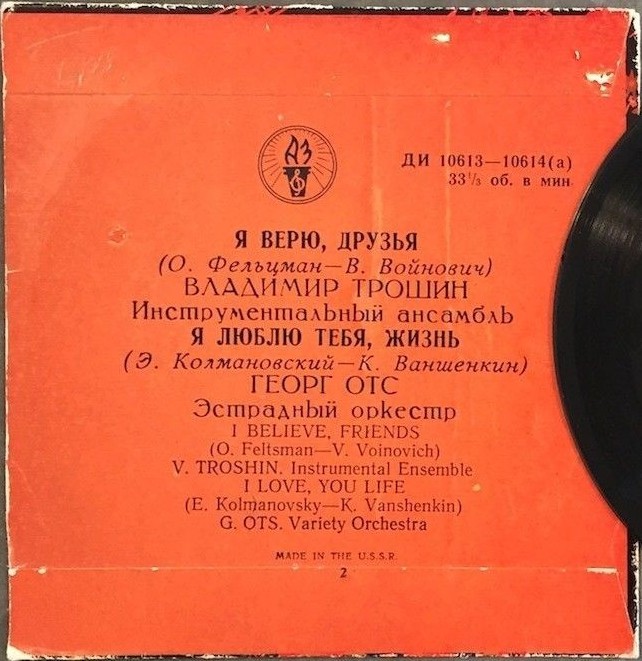 АЗ
ДИ 10613—10614(а)
33⅓ об. в мин.
Я ВЕРЮ, ДРУЗЬЯ
(О. Фельцман—В. Войнович)
ВЛАДИМИР ТРОШИН
Инструментальный ансамбль
Я ЛЮБЛЮ ТЕБЯ, ЖИЗНЬ
(Э. Колмановский—К. Ваншенкин)
ГЕОРГ ОТС
Эстрадный оркестр
I BELIEVE, FRIENDS
(O. Feltsman—V. Voinovich)
V. TROSHIN. Instrumental Ensemble
I LOVE, YOU LIFE
(E. Kolmanovsky—K. Vanshenkin)
G. OTS. Variety Orchestra
MADE IN THE U.S.S.R.
2